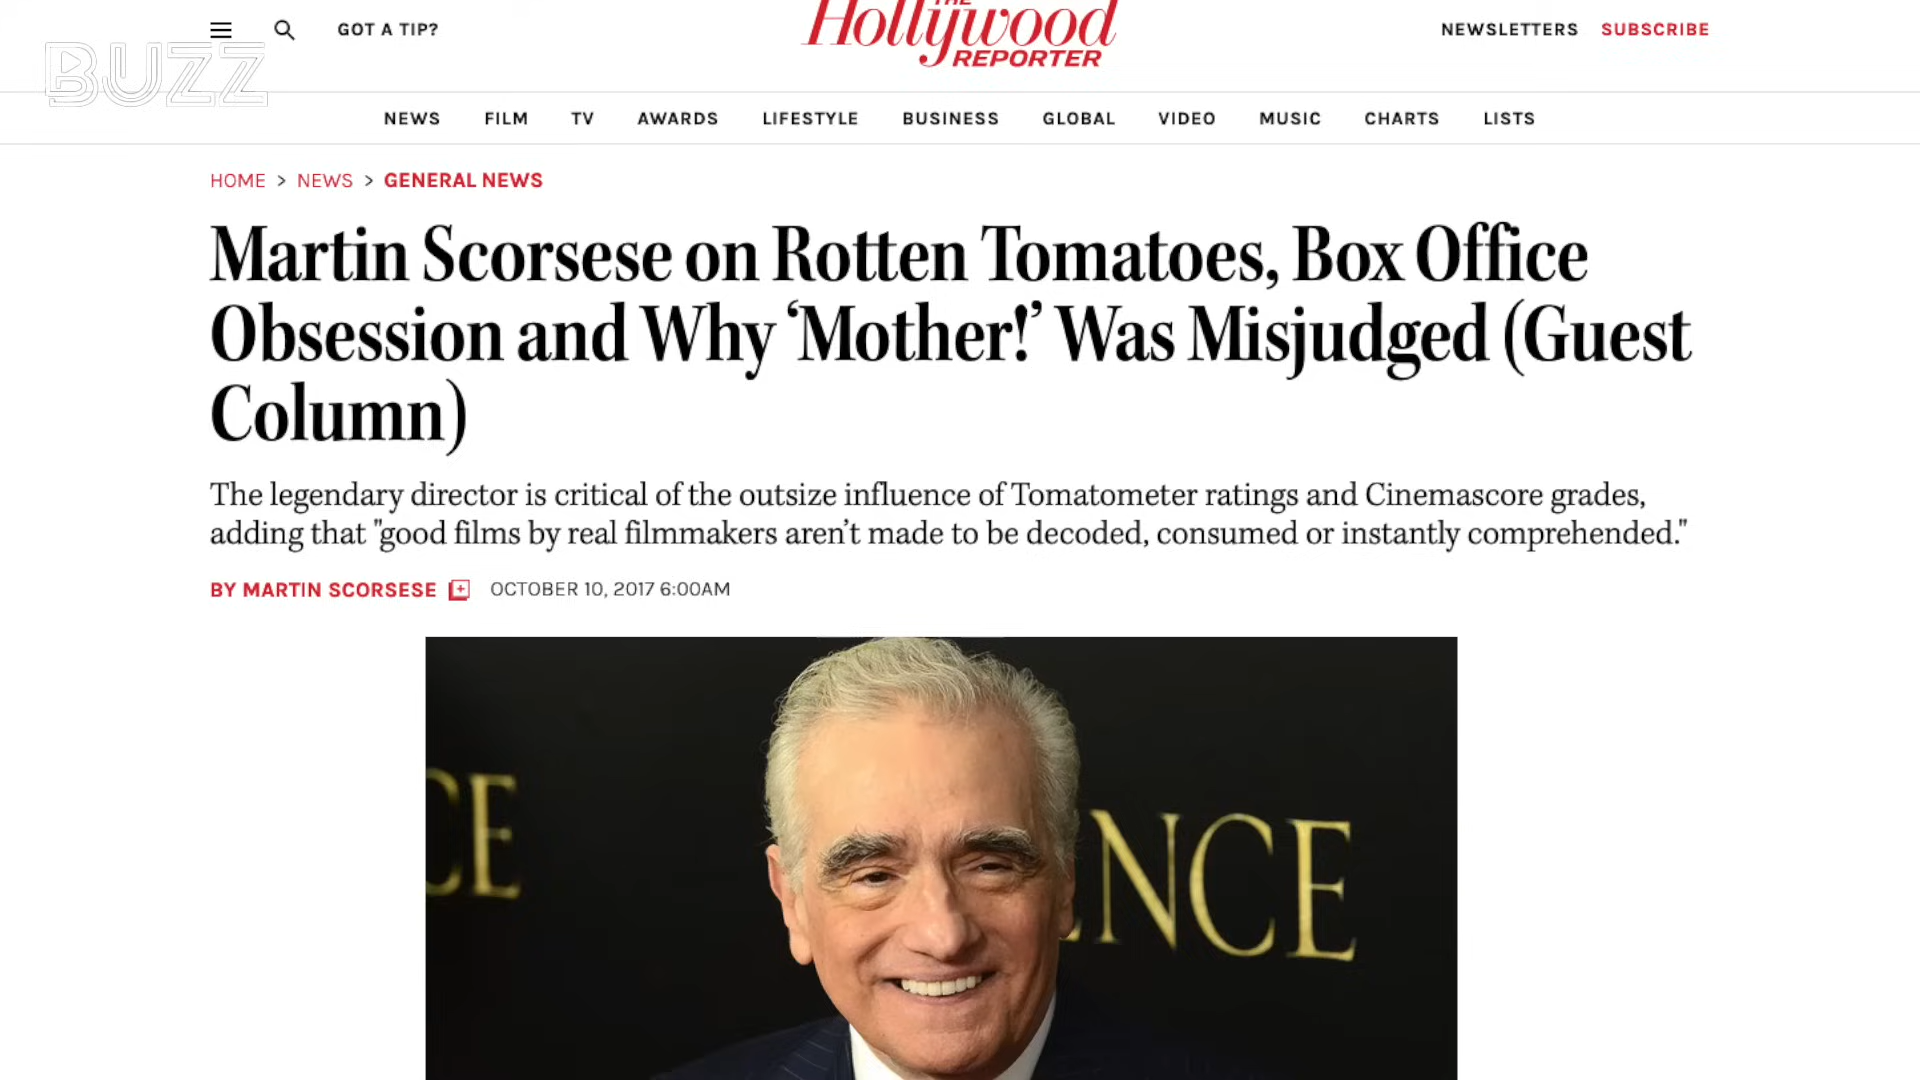 GOT A TIP?
THE
Hollywood
REPORTER
NEWSLETTERS SUBSCRIBE
BUZZ
NEWS FILM TV AWARDS LIFESTYLE BUSINESS GLOBAL VIDEO MUSIC CHARTS LISTS
HOME > NEWS > GENERAL NEWS
Martin Scorsese on Rotten Tomatoes, Box Office
Obsession and Why ‘Mother!’ Was Misjudged (Guest
Column)
The legendary director is critical of the outsize influence of Tomatometer ratings and Cinemascore grades,
adding that "good films by real filmmakers aren’t made to be decoded, consumed or instantly comprehended."
BY MARTIN SCORSESE OCTOBER 10, 2017 6:00AM
CE
NCE